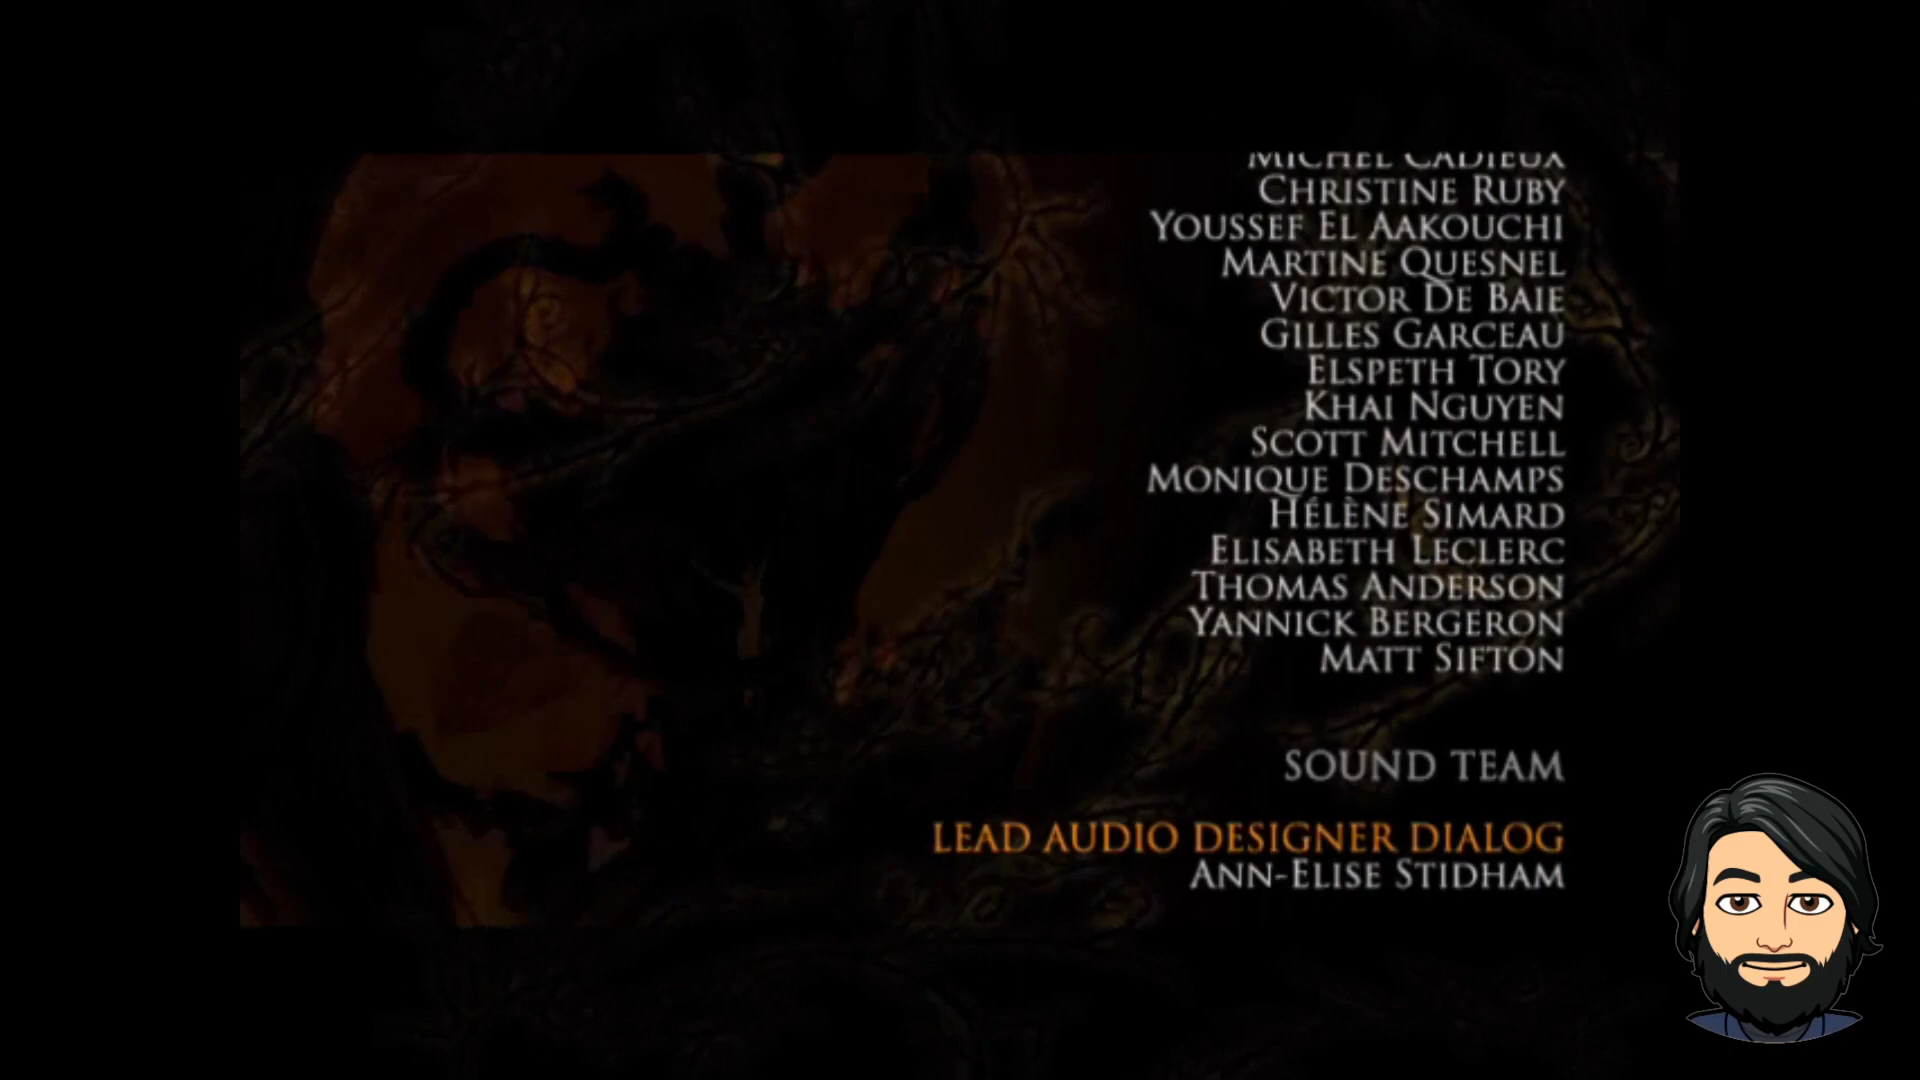 MICHEL CADIEUX
CHRISTINE RUBY
YOUSSEF EL AAKOUCHI
MARTINE QUESNEL
VICTOR DE BAIE
GILLES GARCEAU
ELSPETH TORY
KHAI NGUYEN
SCOTT MITCHELL
MONIQUE DESCHAMPS
HÉLÈNE SIMARD
ELISABETH LECLERC
THOMAS ANDERSON
YANNICK BERGERON
MATT SIFTON
SOUND TEAM
LEAD AUDIO DESIGNER DIALOG
ANN-ELISE STIDHAM